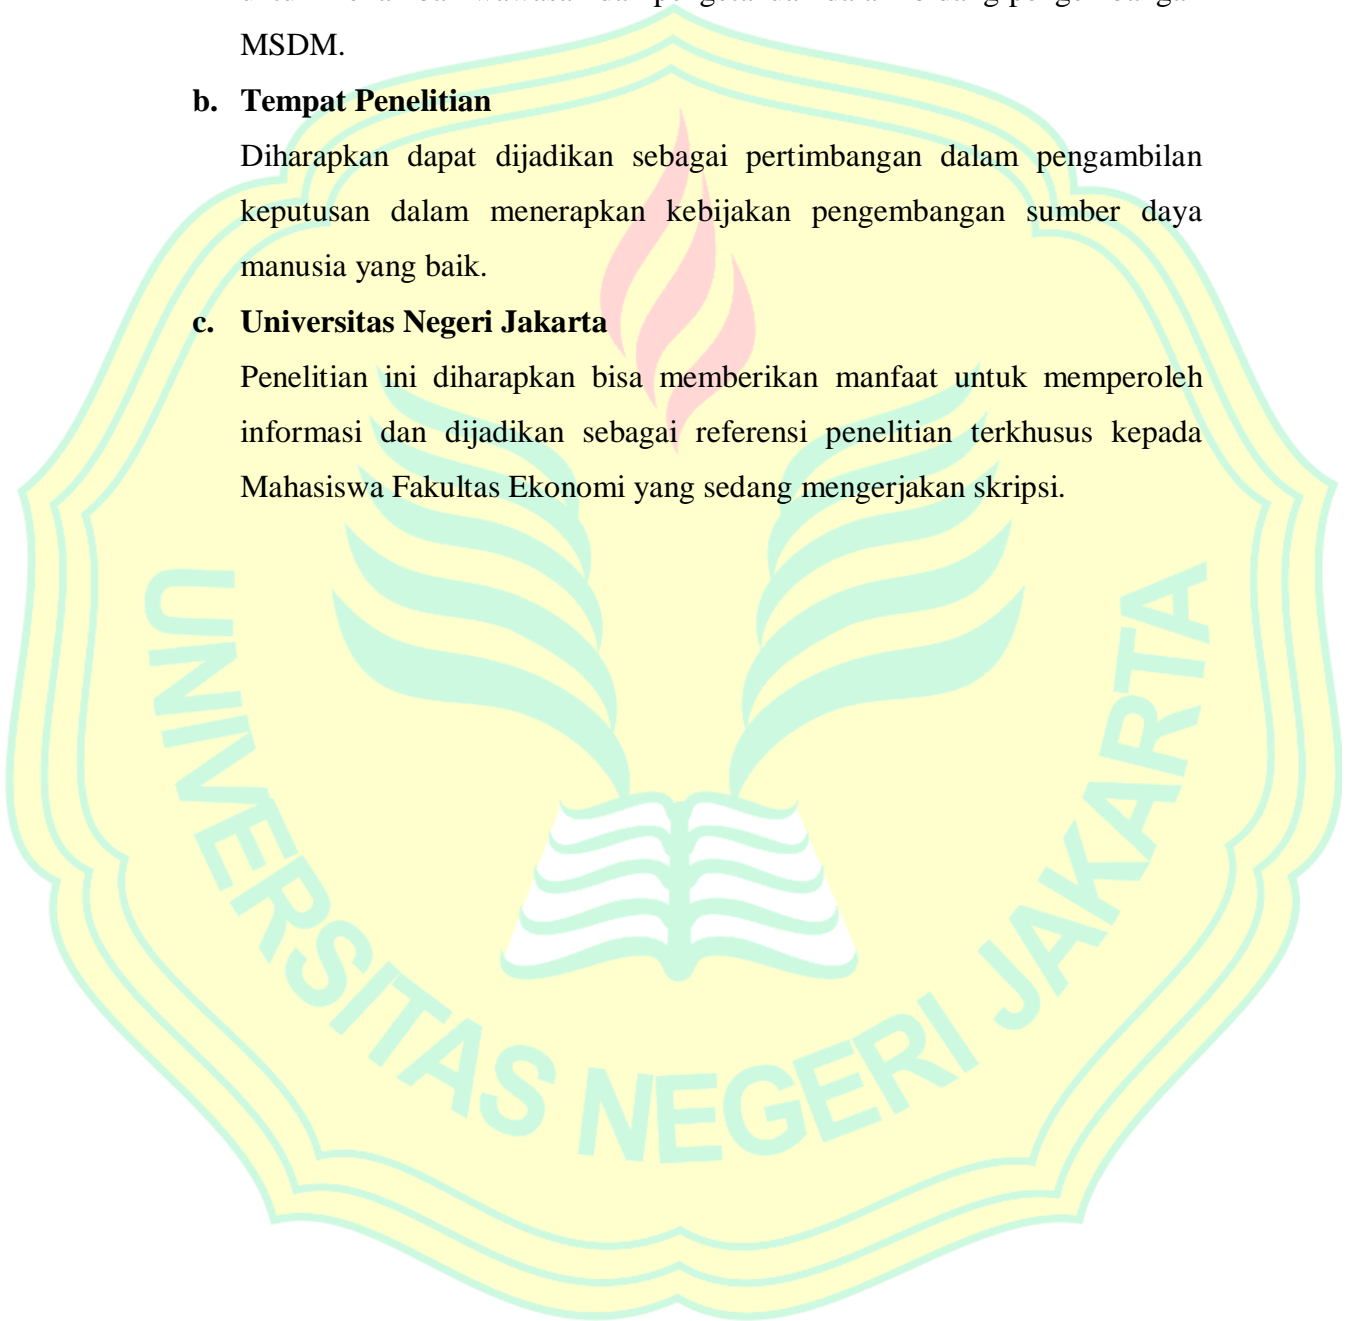 MSDM.
b. Tempat Penelitian
Diharapkan dapat dijadikan sebagai pertimbangan dalam pengambilan
keputusan dalam menerapkan kebijakan pengembangan sumber daya
manusia yang baik.
c. Universitas Negeri Jakarta
Penelitian ini diharapkan bisa memberikan manfaat untuk memperoleh
informasi dan dijadikan sebagai referensi penelitian terkhusus kepada
Mahasiswa Fakultas Ekonomi yang sedang mengerjakan skripsi.
UNIVERSITAS NEGERI JAKARTA